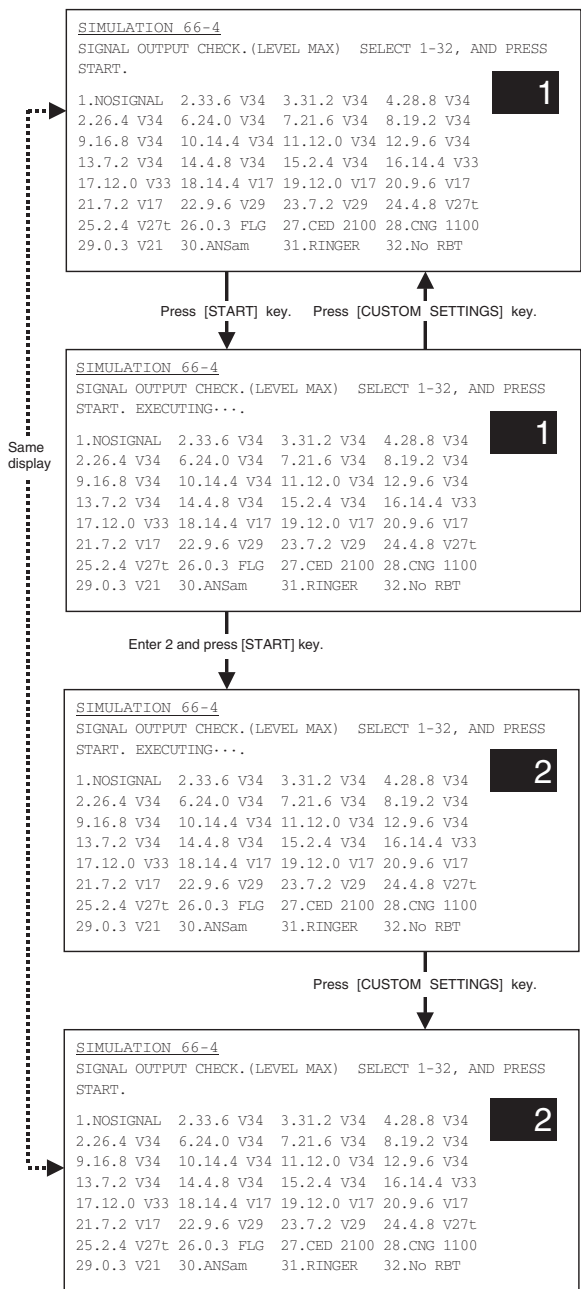 SIMULATION 66-4
SIGNAL OUTPUT CHECK.(LEVEL MAX) SELECT 1-32, AND PRESS
START.
1
1.NOSIGNAL 2.33.6 V34 3.31.2 V34 4.28.8 V34
2.26.4 V34 6.24.0 V34 7.21.6 V34 8.19.2 V34
9.16.8 V34 10.14.4 V34 11.12.0 V34 12.9.6 V34
13.7.2 V34 14.4.8 V34 15.2.4 V34 16.14.4 V33
17.12.0 V33 18.14.4 V17 19.12.0 V17 20.9.6 V17
21.7.2 V17 22.9.6 V29 23.7.2 V29 24.4.8 V27t
25.2.4 V27t 26.0.3 FLG 27.CED 2100 28.CNG 1100
29.0.3 V21 30.ANSam 31.RINGER 32.No RBT
Press [START] key. Press [CUSTOM SETTINGS] key.
SIMULATION 66-4
SIGNAL OUTPUT CHECK.(LEVEL MAX) SELECT 1-32, AND PRESS
START. EXECUTING···.
1
1.NOSIGNAL 2.33.6 V34 3.31.2 V34 4.28.8 V34
2.26.4 V34 6.24.0 V34 7.21.6 V34 8.19.2 V34
9.16.8 V34 10.14.4 V34 11.12.0 V34 12.9.6 V34
13.7.2 V34 14.4.8 V34 15.2.4 V34 16.14.4 V33
17.12.0 V33 18.14.4 V17 19.12.0 V17 20.9.6 V17
21.7.2 V17 22.9.6 V29 23.7.2 V29 24.4.8 V27t
25.2.4 V27t 26.0.3 FLG 27.CED 2100 28.CNG 1100
29.0.3 V21 30.ANSam 31.RINGER 32.No RBT
Same
display
Enter 2 and press [START] key.
SIMULATION 66-4
SIGNAL OUTPUT CHECK.(LEVEL MAX) SELECT 1-32, AND PRESS
START. EXECUTING···.
2
1.NOSIGNAL 2.33.6 V34 3.31.2 V34 4.28.8 V34
2.26.4 V34 6.24.0 V34 7.21.6 V34 8.19.2 V34
9.16.8 V34 10.14.4 V34 11.12.0 V34 12.9.6 V34
13.7.2 V34 14.4.8 V34 15.2.4 V34 16.14.4 V33
17.12.0 V33 18.14.4 V17 19.12.0 V17 20.9.6 V17
21.7.2 V17 22.9.6 V29 23.7.2 V29 24.4.8 V27t
25.2.4 V27t 26.0.3 FLG 27.CED 2100 28.CNG 1100
29.0.3 V21 30.ANSam 31.RINGER 32.No RBT
Press [CUSTOM SETTINGS] key.
SIMULATION 66-4
SIGNAL OUTPUT CHECK.(LEVEL MAX) SELECT 1-32, AND PRESS
START.
2
1.NOSIGNAL 2.33.6 V34 3.31.2 V34 4.28.8 V34
2.26.4 V34 6.24.0 V34 7.21.6 V34 8.19.2 V34
9.16.8 V34 10.14.4 V34 11.12.0 V34 12.9.6 V34
13.7.2 V34 14.4.8 V34 15.2.4 V34 16.14.4 V33
17.12.0 V33 18.14.4 V17 19.12.0 V17 20.9.6 V17
21.7.2 V17 22.9.6 V29 23.7.2 V29 24.4.8 V27t
25.2.4 V27t 26.0.3 FLG 27.CED 2100 28.CNG 1100
29.0.3 V21 30.ANSam 31.RINGER 32.No RBT